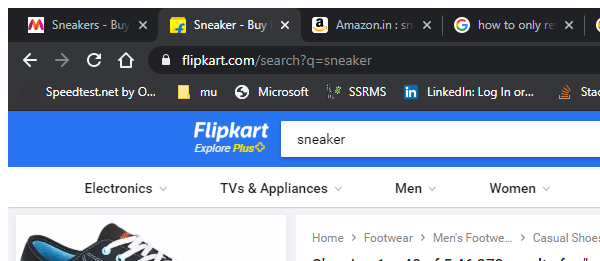 Sneakers - Buy
Sneaker - Buy
Amazon.in : sn
how to only re
flipkart.com/search?q=sneaker
Speedtest.net by O...
mu
Microsoft
SSRMS
LinkedIn: Log In or...
Stac
Flipkart
Explore Plus
sneaker
Electronics
TVs & Appliances
Men
Women
Home > Footwear > Men's Footwe... > Casual Shoes